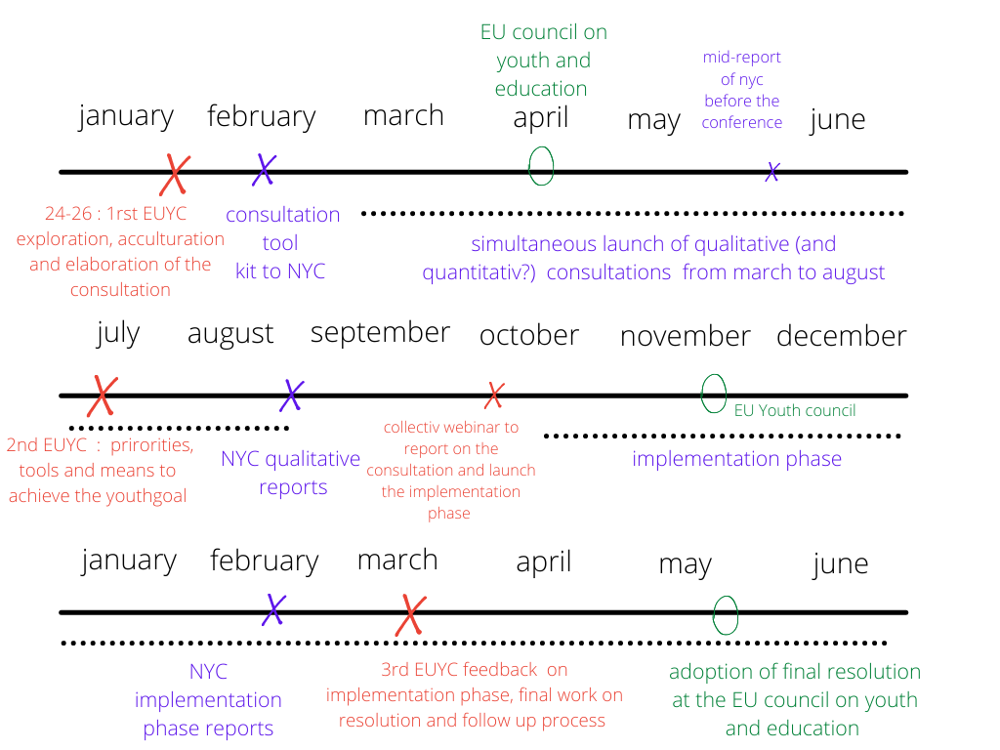 EU council on
youth and
education
mid-report
of nyc
before the
conference
january february march april may june
24-26 : 1rst EUYC
exploration, acculturation
and elaboration of the
consultation
consultation
tool
kit to NYC
simultaneous launch of qualitative (and
quantitativ?) consultations from march to august
july august september october november december
2nd EUYC : prirorities,
tools and means to
achieve the youthgoal
NYC qualitative
reports
collectiv webinar to
report on the
consultation and launch
the implementation
phase
EU Youth council
implementation phase
january february march april may june
NYC
implementation
phase reports
3rd EUYC feedback on
implementation phase, final work on
resolution and follow up process
adoption of final resolution
at the EU council on youth
and education